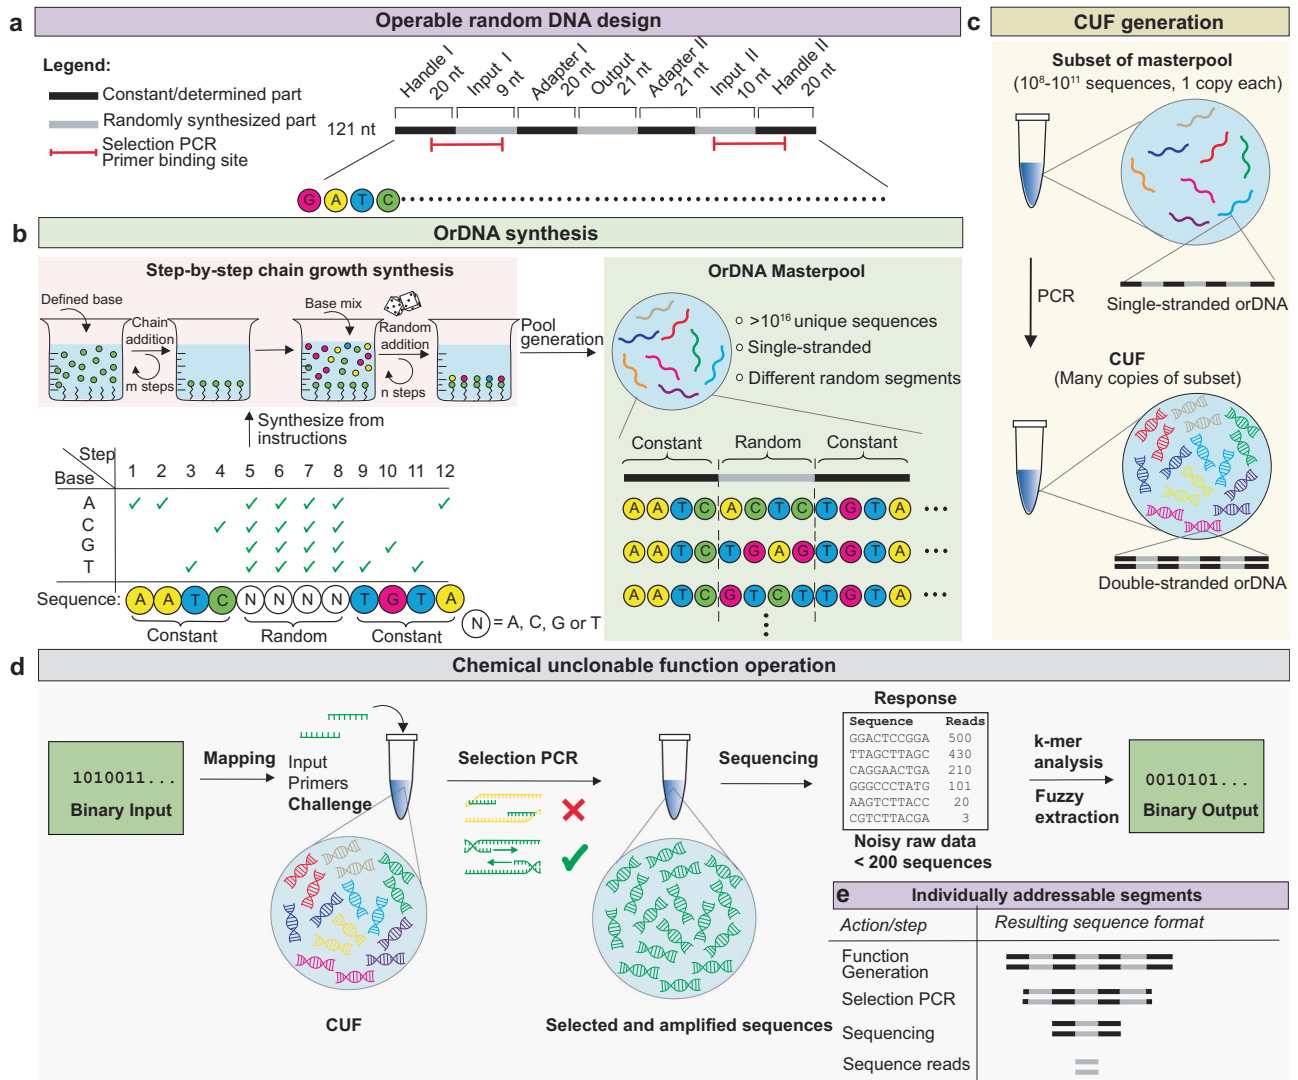 a
Operable random DNA design
Legend:
Constant/determined part
Randomly synthesized part
Selection PCR
Primer binding site
Handle I
20 nt
Input I
9 nt
Adapter I
20 nt
Output
21 nt
Adapter II
21 nt
Input II
10 nt
Handle II
20 nt
121 nt
G A T C
b
OrDNA synthesis
Step-by-step chain growth synthesis
Defined base
Chain
addition
m steps
Base mix
Random
addition
n steps
Pool
generation
Synthesize from
instructions
Step
Base
1 2 3 4 5 6 7 8 9 10 11 12
A ✓ ✓ ✓ ✓ ✓ ✓ ✓
C ✓ ✓ ✓ ✓ ✓
G ✓ ✓ ✓ ✓ ✓
T ✓ ✓ ✓ ✓ ✓ ✓ ✓
Sequence: A A T C N N N N T G T A
Constant Random Constant
N = A, C, G or T
OrDNA Masterpool
>10¹⁶ unique sequences
Single-stranded
Different random segments
Constant Random Constant
A A T C A C T C T G T A
A A T C T G A G T G T A
A A T C G T C T T G T A
c
CUF generation
Subset of masterpool
(10⁸-10¹¹ sequences, 1 copy each)
Single-stranded orDNA
PCR
CUF
(Many copies of subset)
Double-stranded orDNA
d
Chemical unclonable function operation
1010011...
Binary Input
Mapping
Input
Primers
Challenge
CUF
Selection PCR
Selected and amplified sequences
Sequencing
Response
Sequence Reads
GGACTCCGGA 500
TTAGCTTAGC 430
CAGGAACTGA 210
GGGCCCTATG 101
AAGTCTTACC 20
CGTCTTACGA 3
Noisy raw data
< 200 sequences
k-mer
analysis
Fuzzy
extraction
0010101...
Binary Output
e
Individually addressable segments
Action/step Resulting sequence format
Function
Generation
Selection PCR
Sequencing
Sequence reads